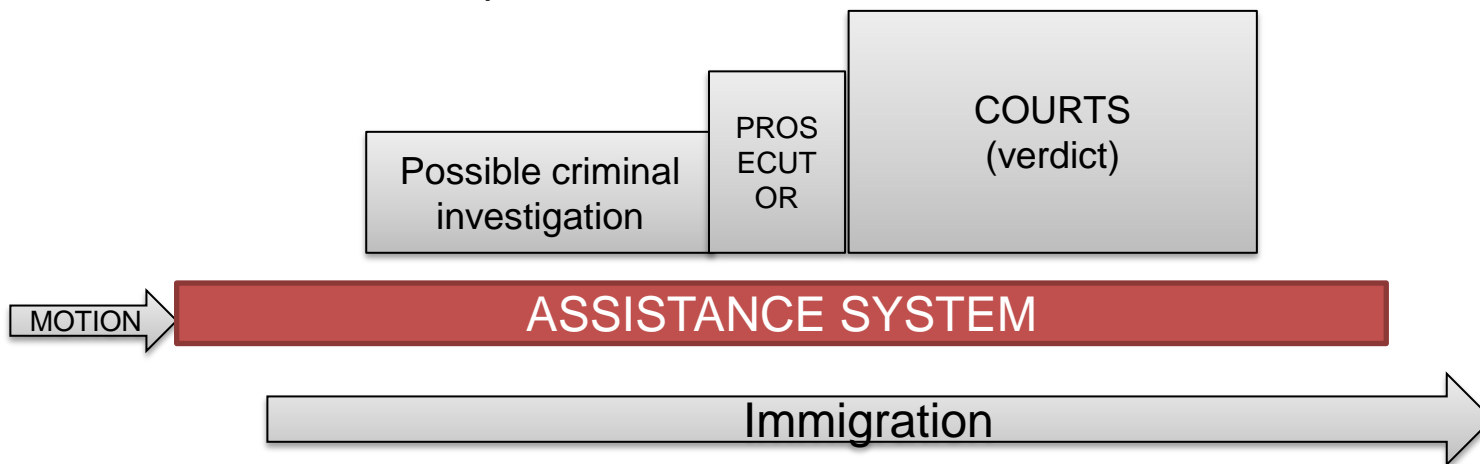 PROS
ECUT
OR
COURTS
(verdict)
Possible criminal
investigation
MOTION
ASSISTANCE SYSTEM
Immigration